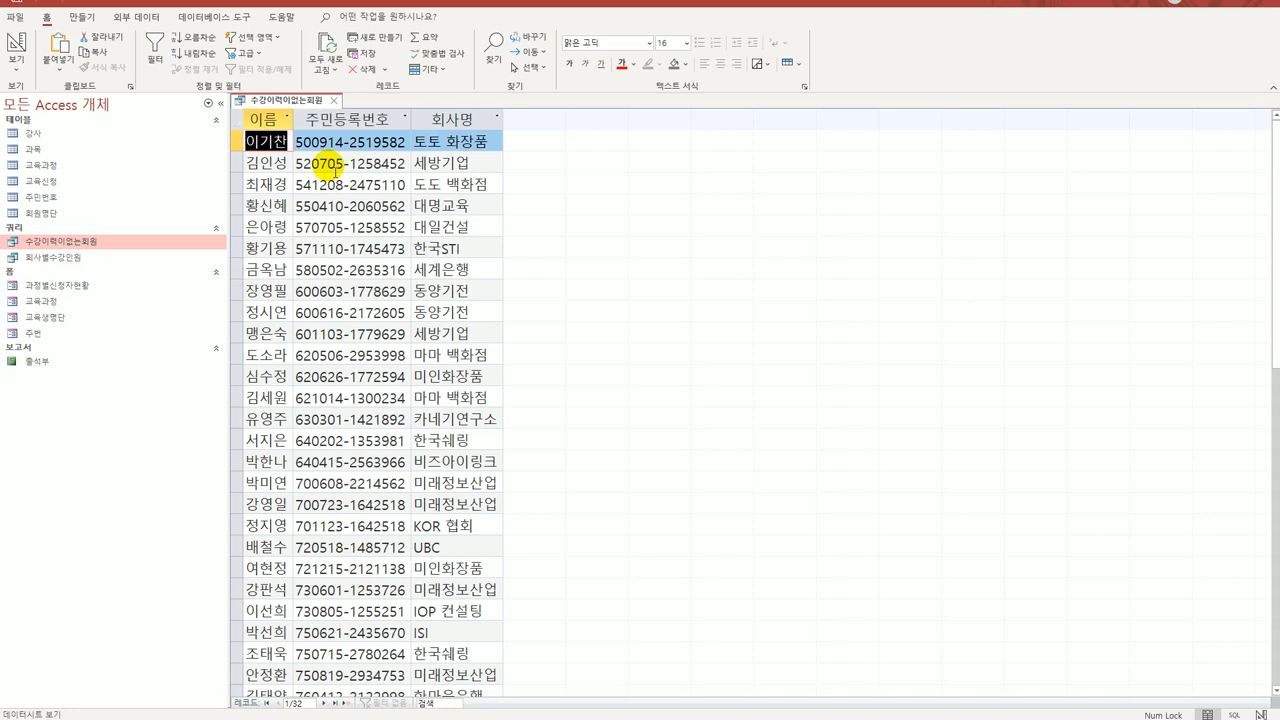 파일 홈 만들기 외부 데이터 데이터베이스 도구 도움말 어떤 작업을 원하시나요?
보기 붙여넣기 잘라내기 복사 서식 복사
필터 오름차순 내림차순 정렬 제거 선택 영역 고급 필터 적용/해제
모두 새로 고침 새로 만들기 저장 삭제 요약 맞춤법 검사 기타
찾기 바꾸기 이동 선택
맑은 고딕 16
가 가 가 가
보기 클립보드 정렬 및 필터 레코드 찾기 텍스트 서식
모든 Access 개체
테이블
강사
과목
교육과정
교육신청
주민번호
회원명단
쿼리
수강이력이없는회원
회사별수강인원
폼
과정별신청자현황
교육과정
교육생명단
주번
보고서
출석부
수강이력이없는회원
이름 주민등록번호 회사명
이기찬 500914-2519582 토토 화장품
김인성 520705-1258452 세방기업
최재경 541208-2475110 도도 백화점
황신혜 550410-2060562 대명교육
은아령 570705-1258552 대일건설
황기용 571110-1745473 한국STI
금옥남 580502-2635316 세계은행
장영필 600603-1778629 동양기전
정시연 600616-2172605 동양기전
맹은숙 601103-1779629 세방기업
도소라 620506-2953998 마마 백화점
심수정 620626-1772594 미인화장품
김세원 621014-1300234 마마 백화점
유영주 630301-1421892 카네기연구소
서지은 640202-1353981 한국쉐링
박한나 640415-2563966 비즈아이링크
박미연 700608-2214562 미래정보산업
강영일 700723-1642518 미래정보산업
정지영 701123-1642518 KOR 협회
배철수 720518-1485712 UBC
여현정 721215-2121138 미인화장품
강판석 730601-1253726 미래정보산업
이선희 730805-1255251 IOP 컨설팅
박선희 750621-2435670 ISI
조태욱 750715-2780264 한국쉐링
안정환 750819-2934753 미래정보산업
레코드: 1/32 필터 없음 검색
데이터시트 보기 Num Lock SQL